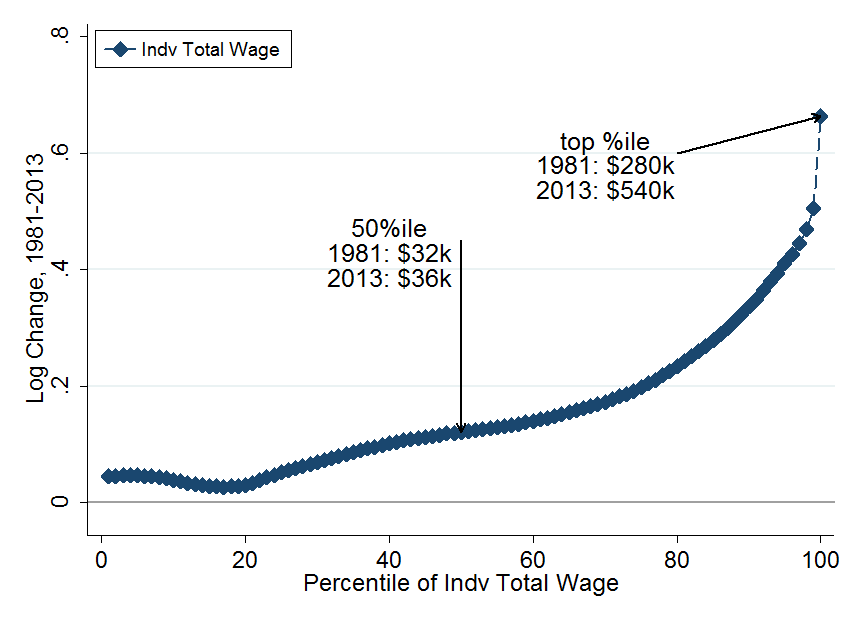 Indv Total Wage
.8
.6
.4
.2
0
Log Change, 1981-2013
top %ile
1981: $280k
2013: $540k
50%ile
1981: $32k
2013: $36k
0 20 40 60 80 100
Percentile of Indv Total Wage